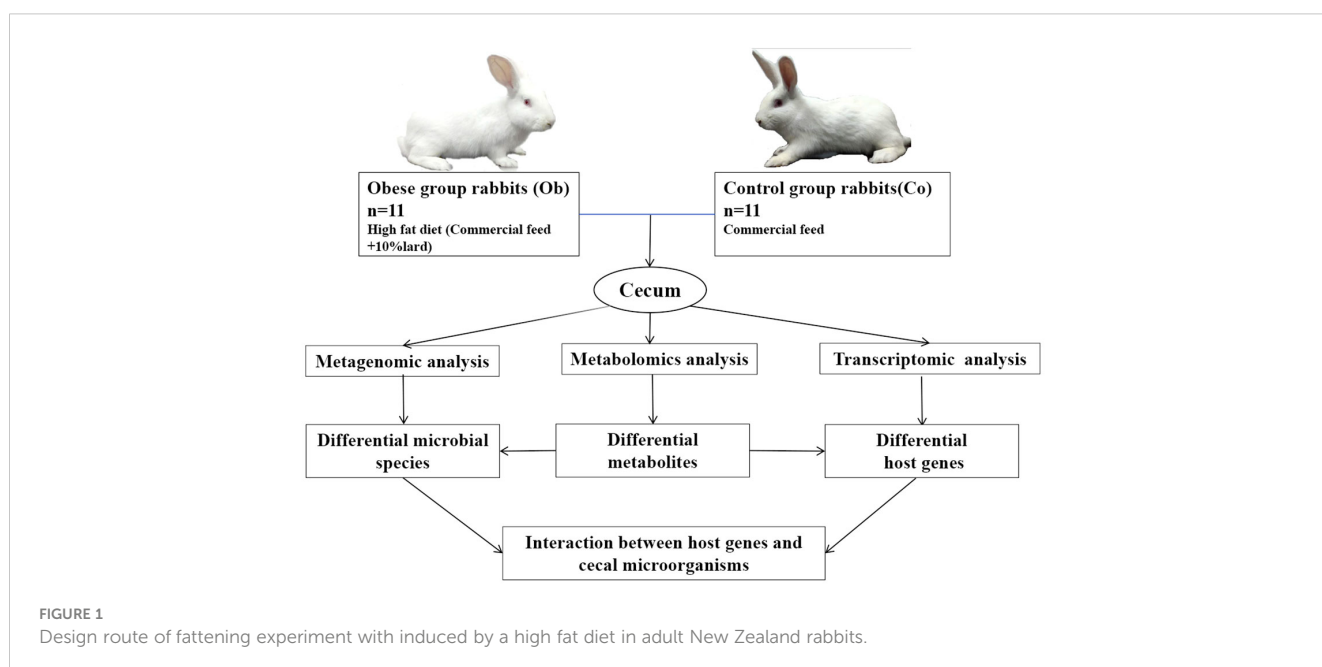 Obese group rabbits (Ob)
n=11
High fat diet (Commercial feed
+10%lard)
Control group rabbits(Co)
n=11
Commercial feed
Cecum
Metagenomic analysis
Metabolomics analysis
Transcriptomic analysis
Differential microbial
species
Differential
metabolites
Differential
host genes
Interaction between host genes and
cecal microorganisms
FIGURE 1
Design route of fattening experiment with induced by a high fat diet in adult New Zealand rabbits.